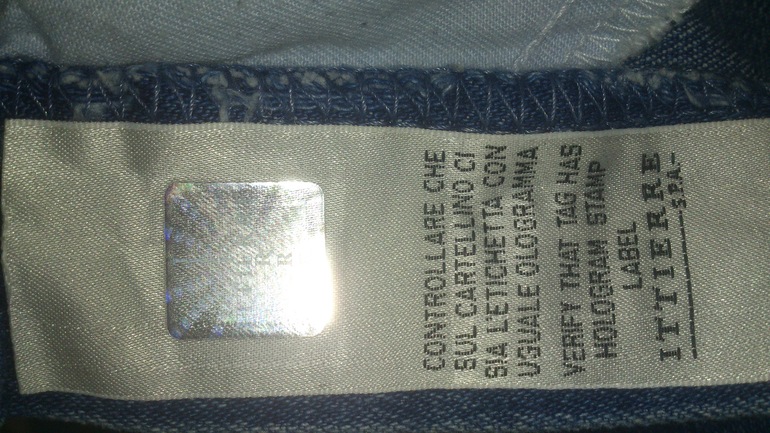 CONTROLLARE CHE
SUL CARTELLINO CI
SIA L'ETICHETTA CON
UGUALE OLOGRAMMA
VERIFY THAT TAG HAS
HOLOGRAM STAMP
LABEL
ITTIERRE
S.P.A.